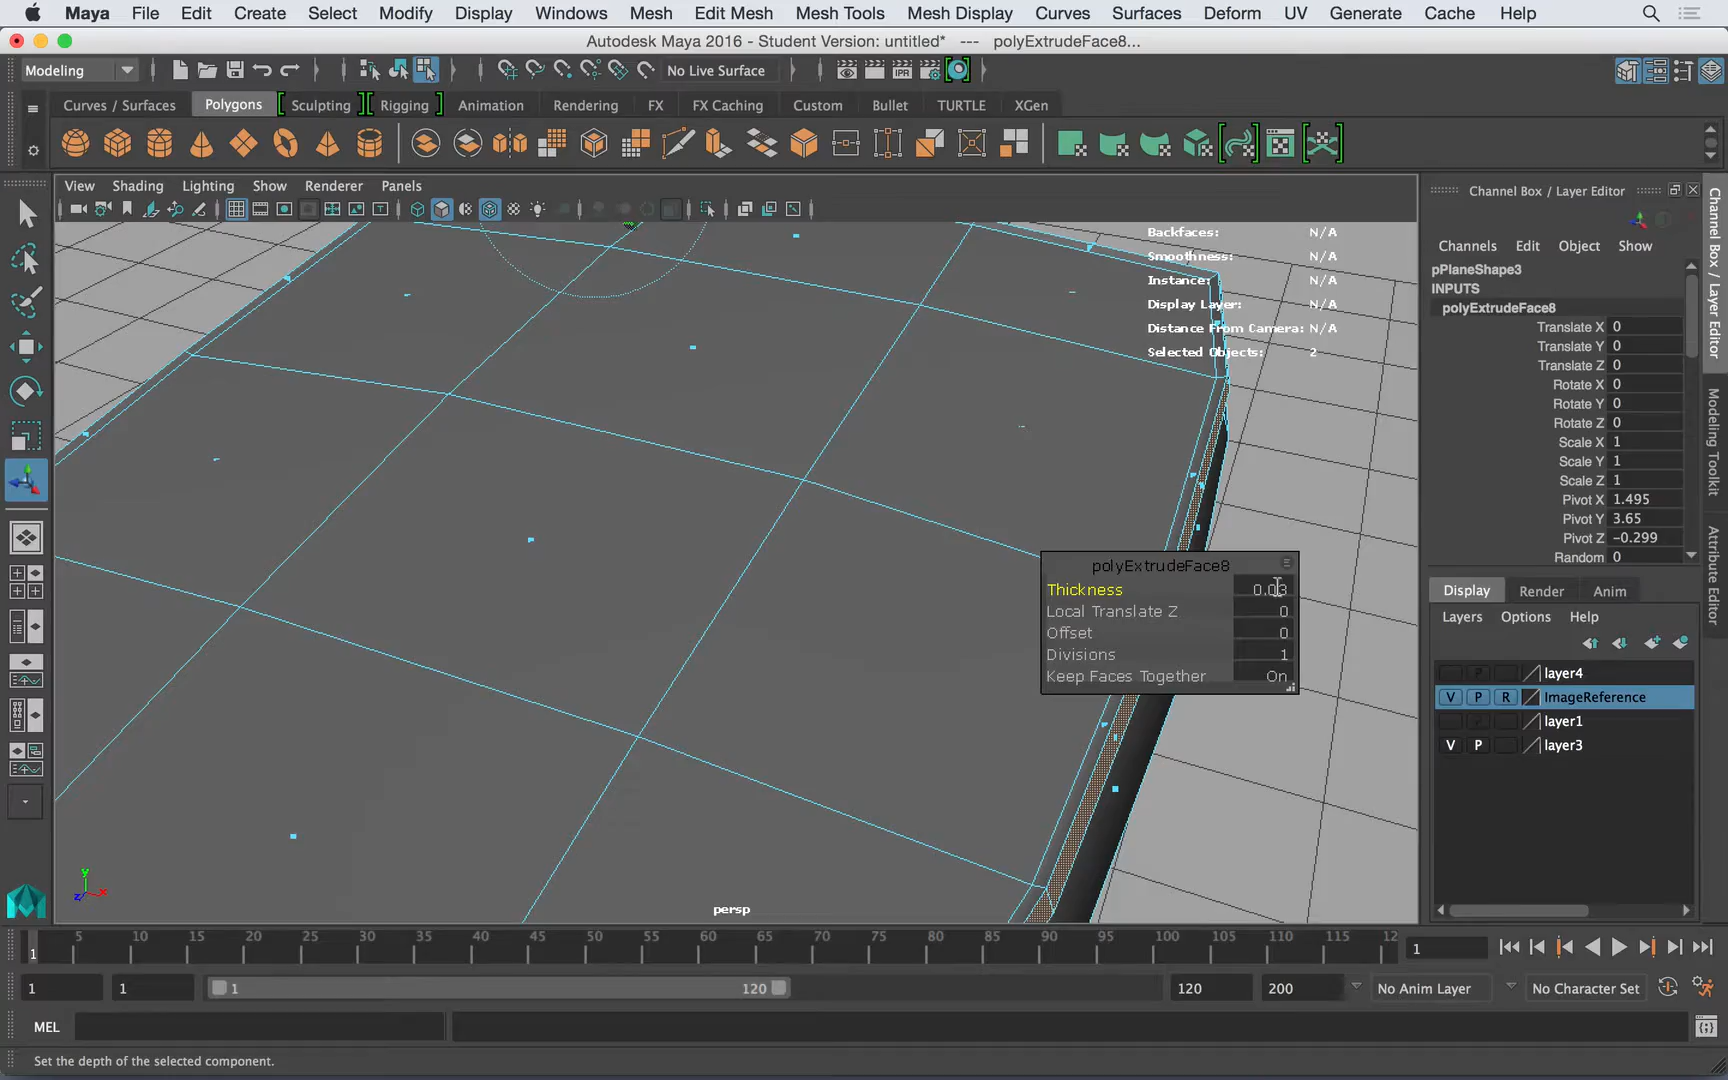 Maya File Edit Create Select Modify Display Windows Mesh Edit Mesh Mesh Tools Mesh Display Curves Surfaces Deform UV Generate Cache Help
Autodesk Maya 2016 - Student Version: untitled* --- polyExtrudeFace8...
Modeling No Live Surface IPR
Curves / Surfaces Polygons Sculpting Rigging Animation Rendering FX FX Caching Custom Bullet TURTLE XGen
View Shading Lighting Show Renderer Panels
Channel Box / Layer Editor
Channels Edit Object Show
pPlaneShape3
INPUTS
polyExtrudeFace8
Translate X 0
Translate Y 0
Translate Z 0
Rotate X 0
Rotate Y 0
Rotate Z 0
Scale X 1
Scale Y 1
Scale Z 1
Pivot X 1.495
Pivot Y 3.65
Pivot Z -0.299
Random 0
Channel Box / Layer Editor
Modeling Toolkit
Attribute Editor
Backfaces: N/A
Smoothness: N/A
Instance: N/A
Display Layer: N/A
Distance From Camera: N/A
Selected Objects: 2
polyExtrudeFace8
Thickness 0.03
Local Translate Z 0
Offset 0
Divisions 1
Keep Faces Together On
Display Render Anim
Layers Options Help
P layer4
V P R ImageReference
layer1
V P layer3
y
z x
persp
1 5 10 15 20 25 30 35 40 45 50 55 60 65 70 75 80 85 90 95 100 105 110 115 12 1
1 1 1 120 120 200 No Anim Layer No Character Set
MEL
Set the depth of the selected component.